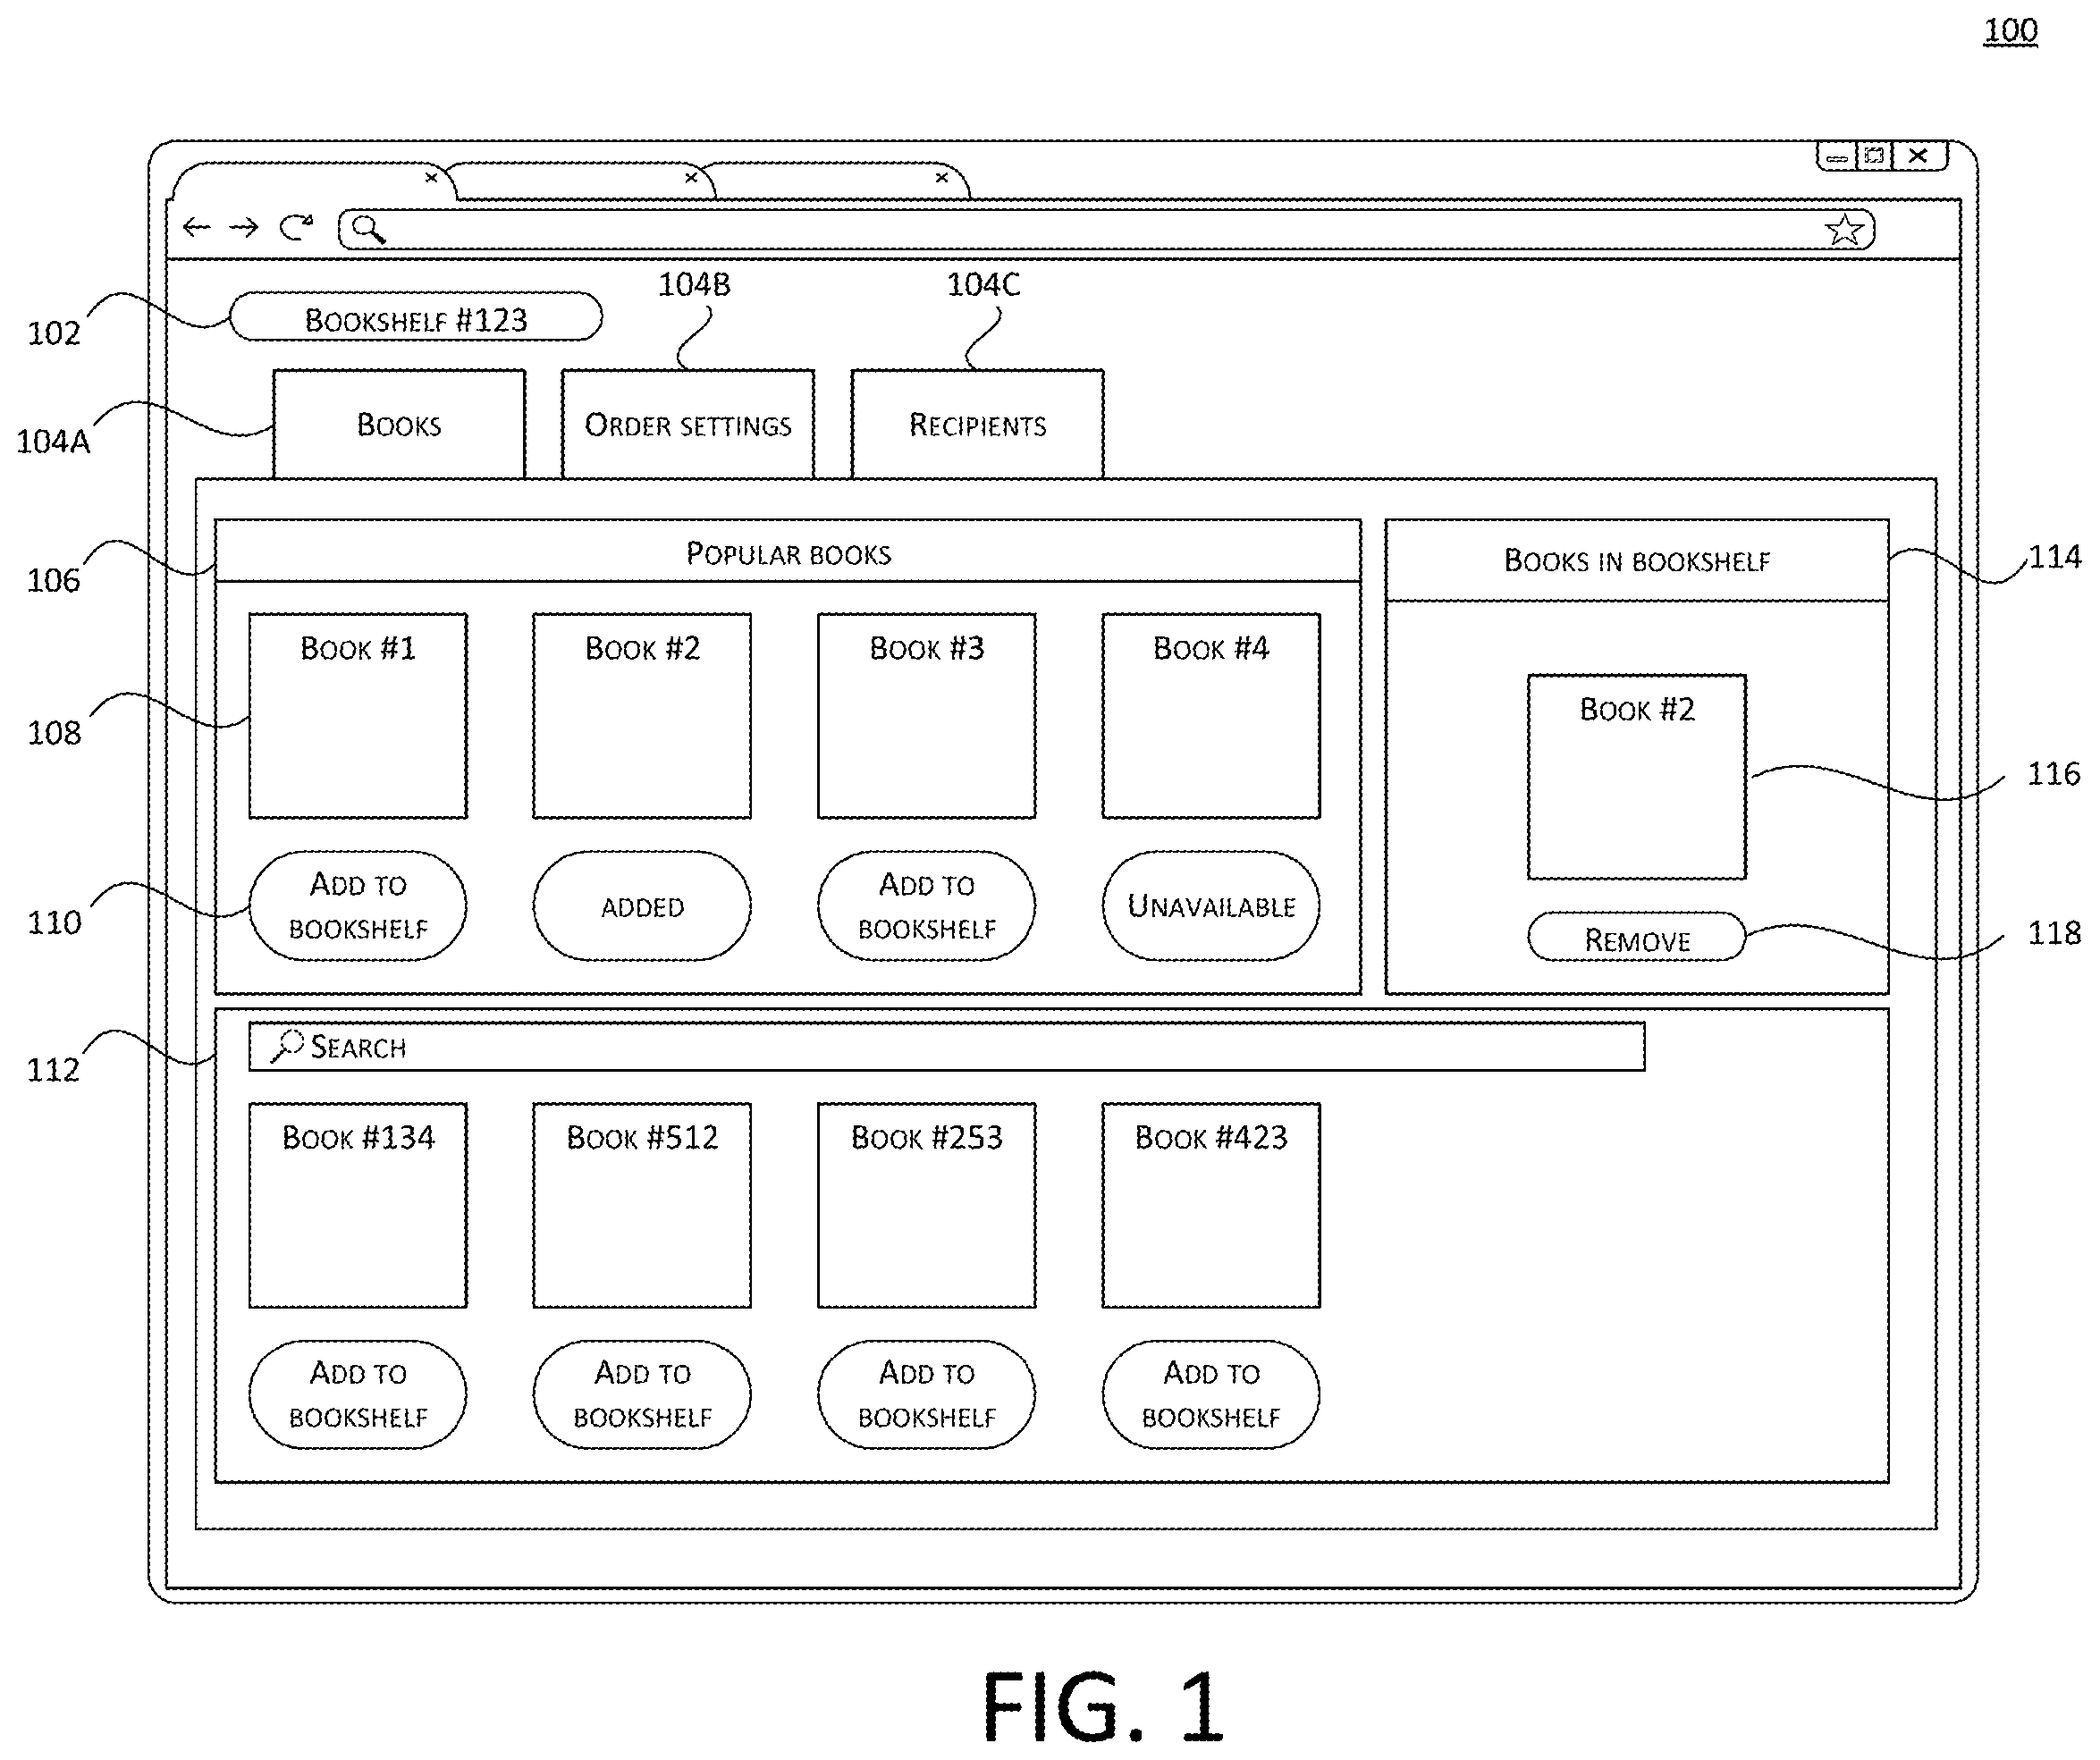 100
102
BOOKSHELF #123
104B
104C
104A
BOOKS
ORDER SETTINGS
RECIPIENTS
106
POPULAR BOOKS
BOOKS IN BOOKSHELF
114
BOOK #1
BOOK #2
BOOK #3
BOOK #4
BOOK #2
108
116
ADD TO
BOOKSHELF
ADDED
ADD TO
BOOKSHELF
UNAVAILABLE
110
REMOVE
118
112
SEARCH
BOOK #134
BOOK #512
BOOK #253
BOOK #423
ADD TO
BOOKSHELF
ADD TO
BOOKSHELF
ADD TO
BOOKSHELF
ADD TO
BOOKSHELF
FIG. 1